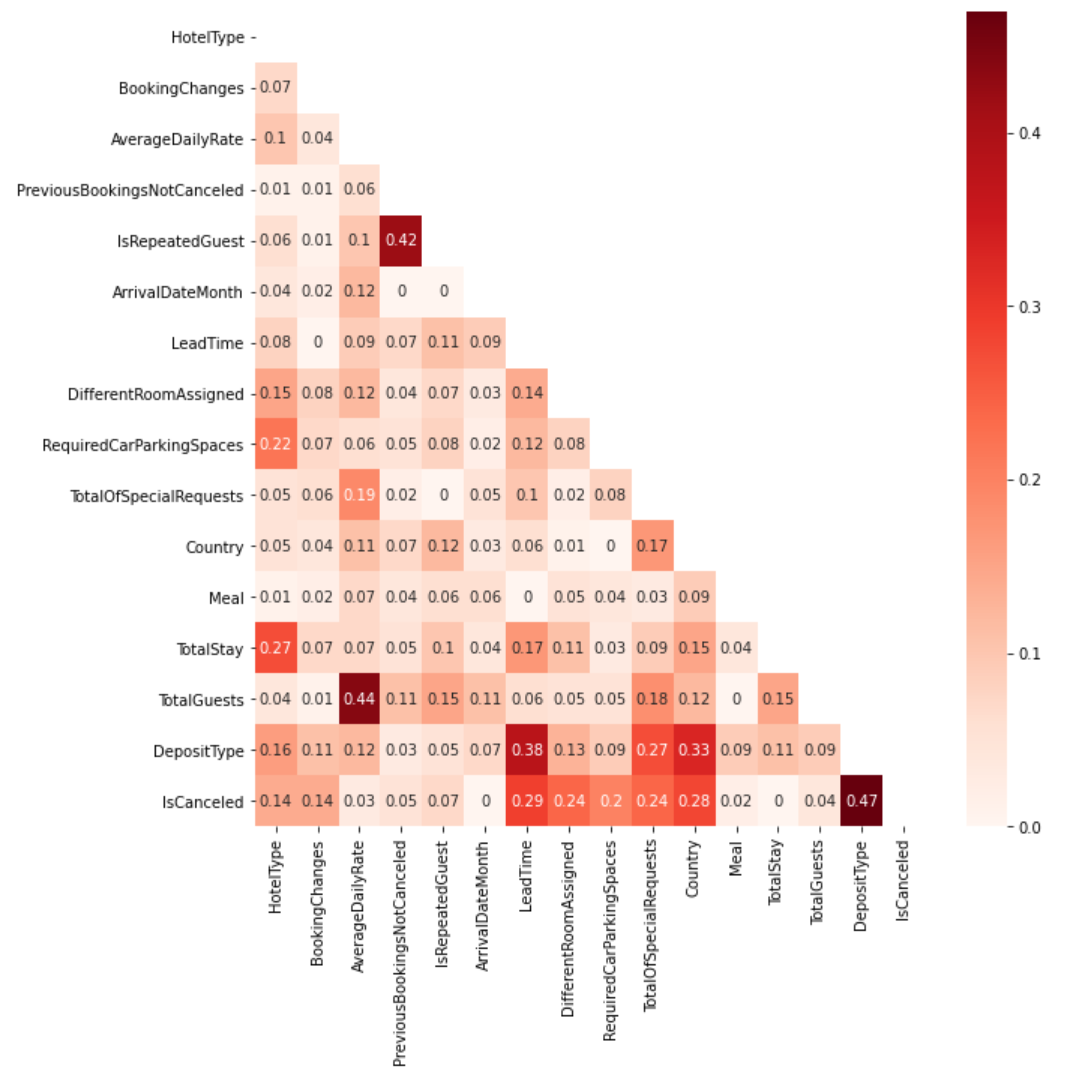 HotelType
BookingChanges 0.07
AverageDailyRate 0.1 0.04
PreviousBookingsNotCanceled 0.01 0.01 0.06
IsRepeatedGuest 0.06 0.01 0.1 0.42
ArrivalDateMonth 0.04 0.02 0.12 0 0
LeadTime 0.08 0 0.09 0.07 0.11 0.09
DifferentRoomAssigned 0.15 0.08 0.12 0.04 0.07 0.03 0.14
RequiredCarParkingSpaces 0.22 0.07 0.06 0.05 0.08 0.02 0.12 0.08
TotalOfSpecialRequests 0.05 0.06 0.19 0.02 0 0.05 0.1 0.02 0.08
Country 0.05 0.04 0.11 0.07 0.12 0.03 0.06 0.01 0 0.17
Meal 0.01 0.02 0.07 0.04 0.06 0.06 0 0.05 0.04 0.03 0.09
TotalStay 0.27 0.07 0.07 0.05 0.1 0.04 0.17 0.11 0.03 0.09 0.15 0.04
TotalGuests 0.04 0.01 0.44 0.11 0.15 0.11 0.06 0.05 0.05 0.18 0.12 0 0.15
DepositType 0.16 0.11 0.12 0.03 0.05 0.07 0.38 0.13 0.09 0.27 0.33 0.09 0.11 0.09
IsCanceled 0.14 0.14 0.03 0.05 0.07 0 0.29 0.24 0.2 0.24 0.28 0.02 0 0.04 0.47
HotelType
BookingChanges
AverageDailyRate
PreviousBookingsNotCanceled
IsRepeatedGuest
ArrivalDateMonth
LeadTime
DifferentRoomAssigned
RequiredCarParkingSpaces
TotalOfSpecialRequests
Country
Meal
TotalStay
TotalGuests
DepositType
IsCanceled
0.4
0.3
0.2
0.1
0.0